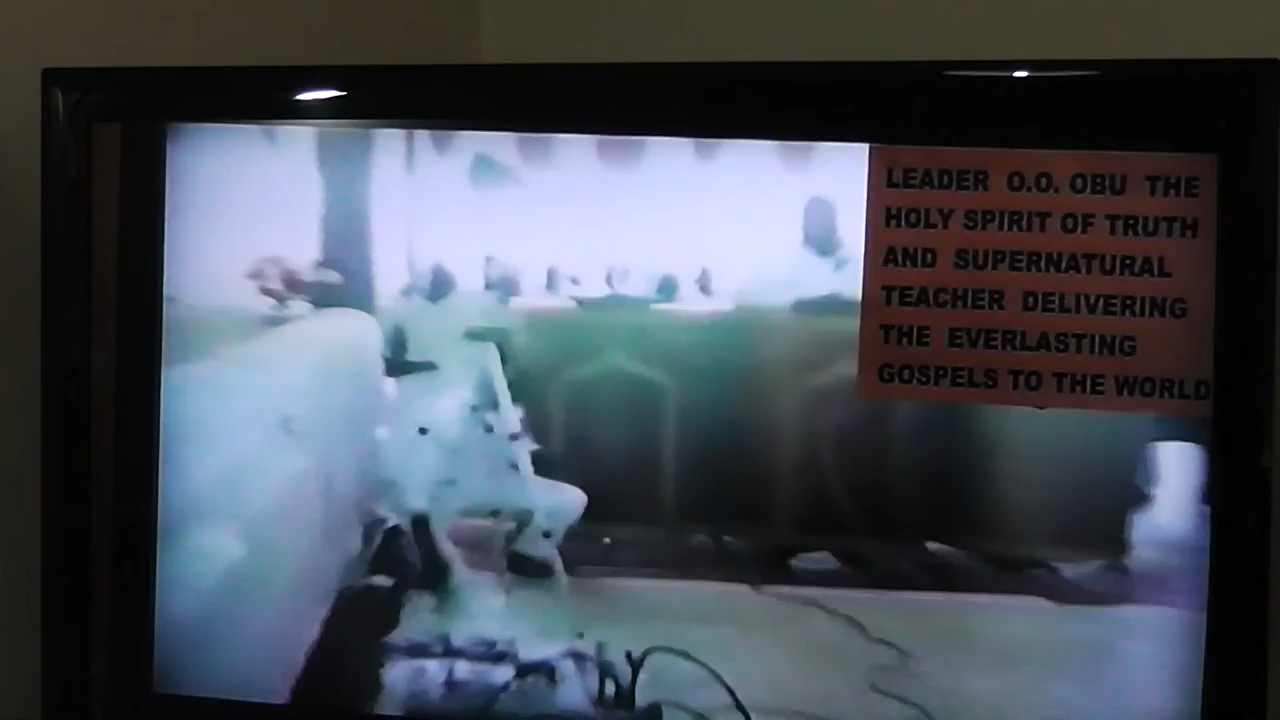 LEADER O.O. OBU THE
HOLY SPIRIT OF TRUTH
AND SUPERNATURAL
TEACHER DELIVERING
THE EVERLASTING
GOSPELS TO THE WORLD